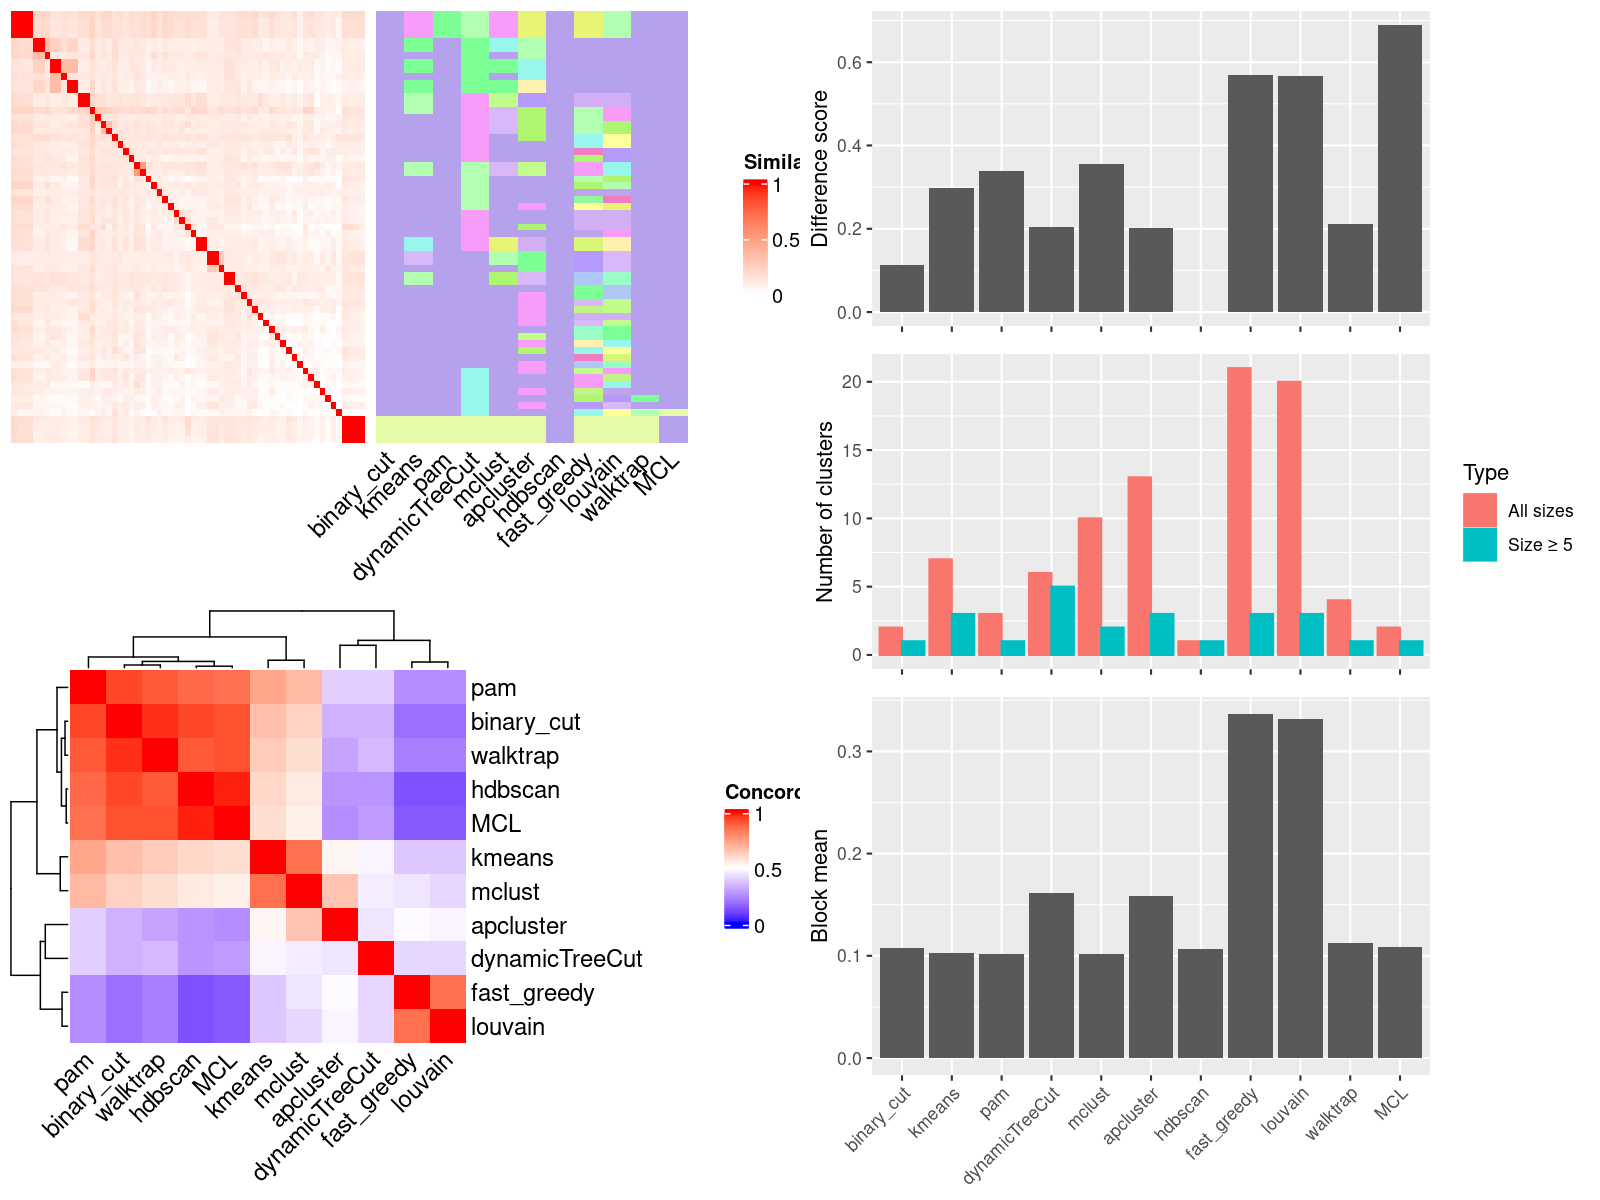 Simila
1
0.5
0
binary_cut
kmeans
pam
dynamicTreeCut
mclust
apcluster
hdbscan
fast_greedy
louvain
walktrap
MCL
Concord
1
0.5
0
pam
binary_cut
walktrap
hdbscan
MCL
kmeans
mclust
apcluster
dynamicTreeCut
fast_greedy
louvain
pam
binary_cut
walktrap
hdbscan
MCL
kmeans
mclust
apcluster
dynamicTreeCut
fast_greedy
louvain
Difference score
0.6
0.4
0.2
0.0
Number of clusters
20
15
10
5
0
Type
All sizes
Size ≥ 5
Block mean
0.3
0.2
0.1
0.0
binary_cut
kmeans
pam
dynamicTreeCut
mclust
apcluster
hdbscan
fast_greedy
louvain
walktrap
MCL